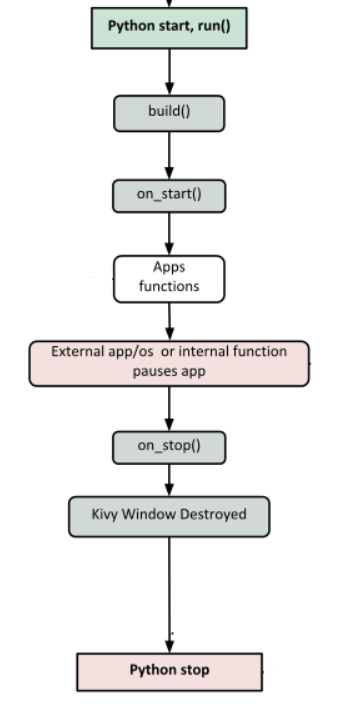 Python start, run()
build()
on_start()
Apps
functions
External app/os or internal function
pauses app
on_stop()
Kivy Window Destroyed
Python stop